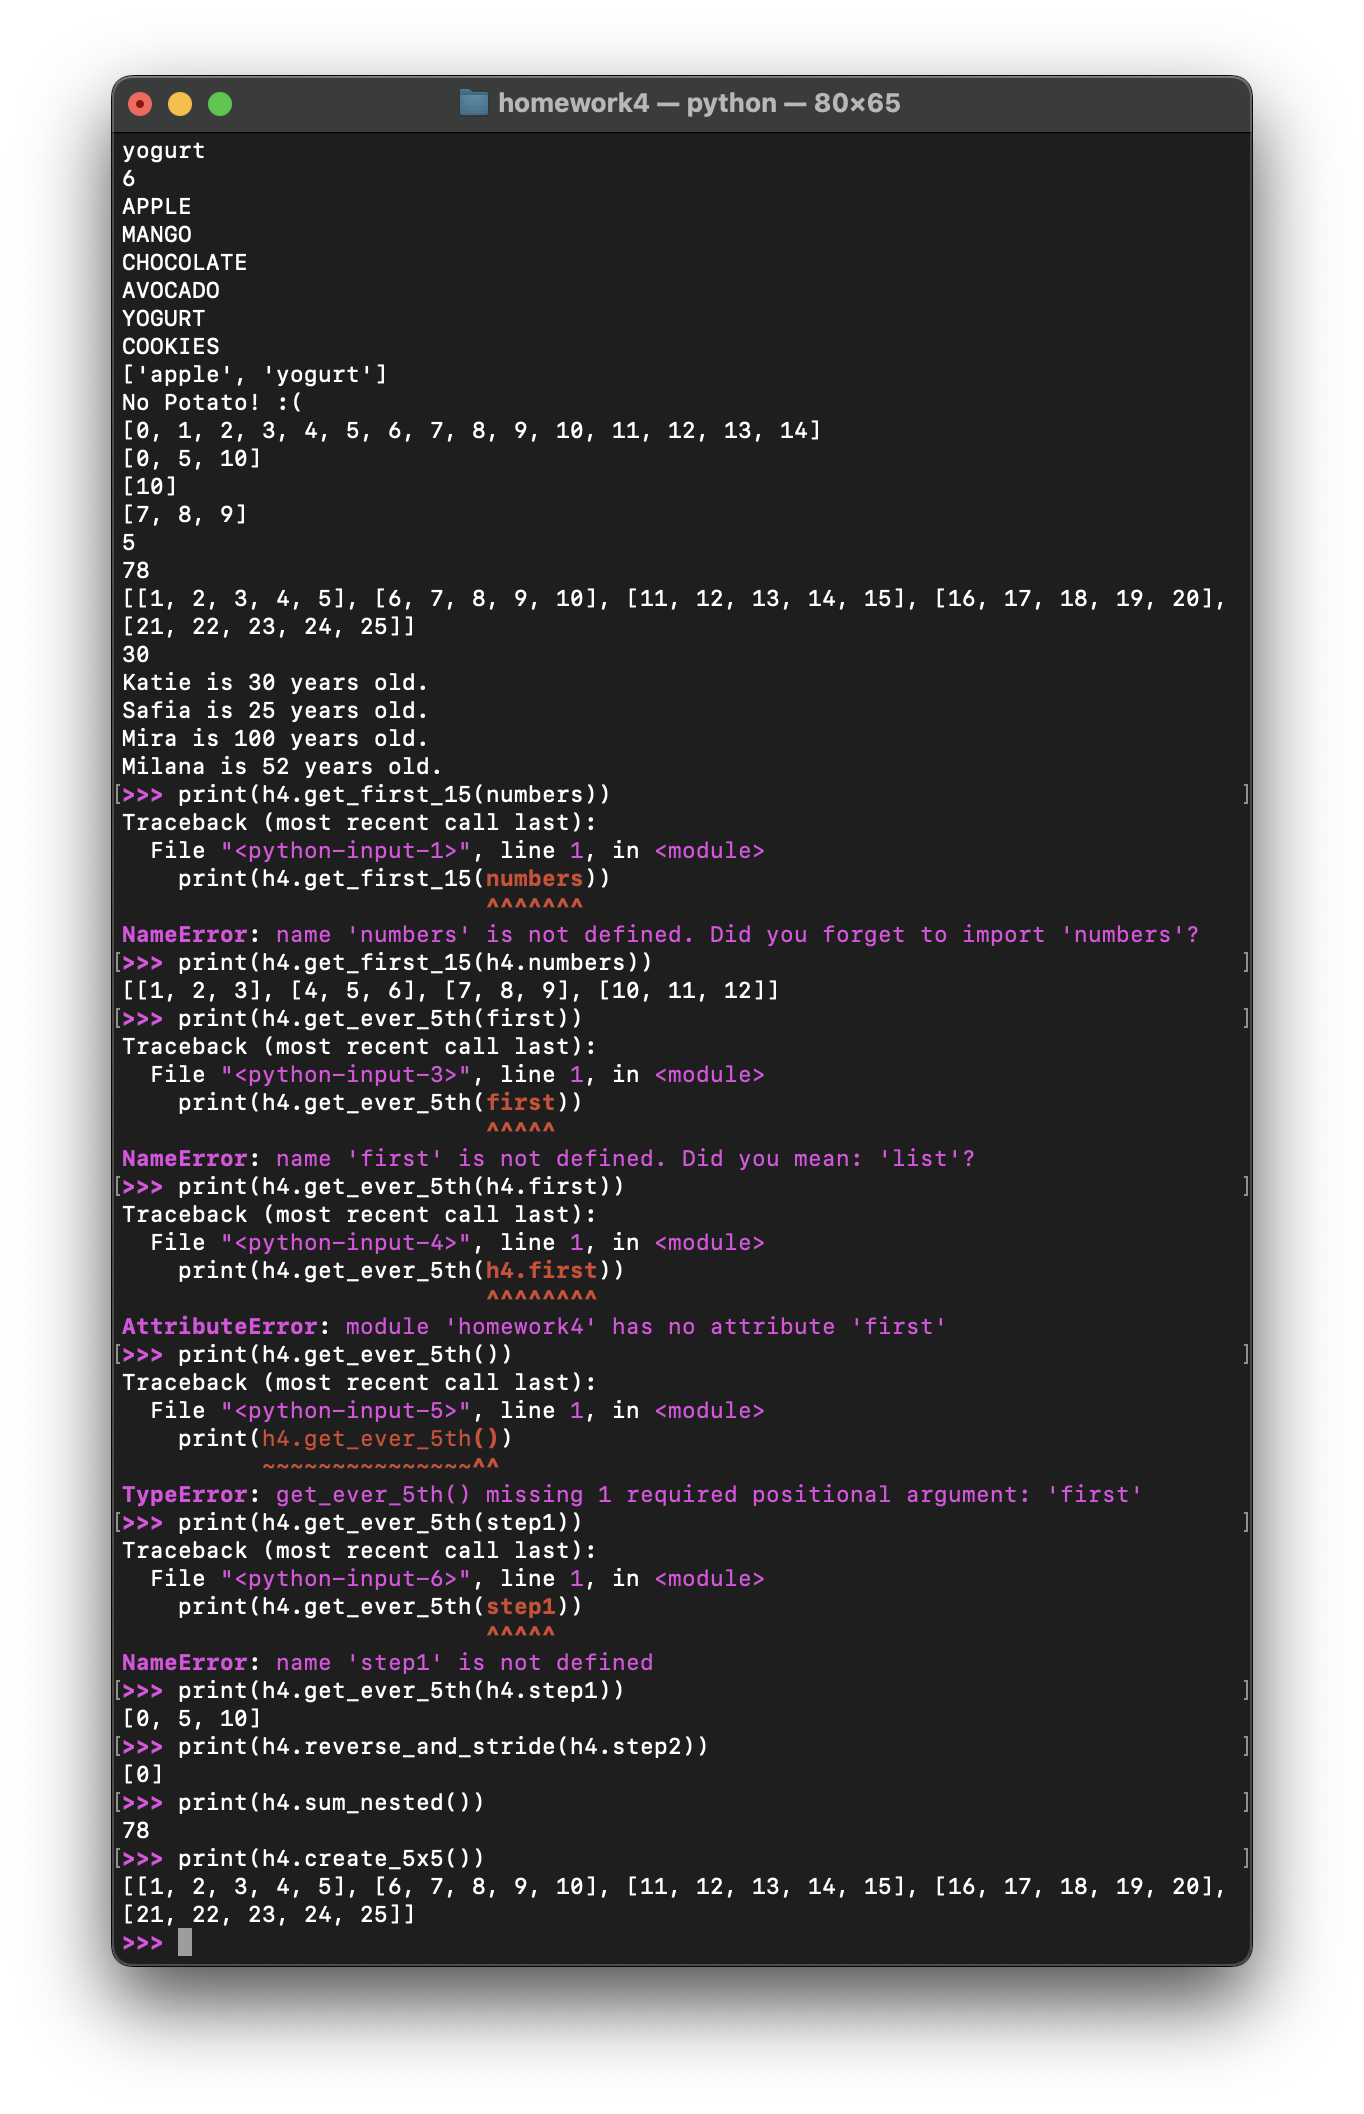 homework4 — python — 80×65
yogurt
6
APPLE
MANGO
CHOCOLATE
AVOCADO
YOGURT
COOKIES
['apple', 'yogurt']
No Potato! :(
[0, 1, 2, 3, 4, 5, 6, 7, 8, 9, 10, 11, 12, 13, 14]
[0, 5, 10]
[10]
[7, 8, 9]
5
78
[[1, 2, 3, 4, 5], [6, 7, 8, 9, 10], [11, 12, 13, 14, 15], [16, 17, 18, 19, 20],
[21, 22, 23, 24, 25]]
30
Katie is 30 years old.
Safia is 25 years old.
Mira is 100 years old.
Milana is 52 years old.
[>>> print(h4.get_first_15(numbers)) ]
Traceback (most recent call last):
  File "<python-input-1>", line 1, in <module>
    print(h4.get_first_15(numbers))
                          ^^^^^^^
NameError: name 'numbers' is not defined. Did you forget to import 'numbers'?
[>>> print(h4.get_first_15(h4.numbers)) ]
[[1, 2, 3], [4, 5, 6], [7, 8, 9], [10, 11, 12]]
[>>> print(h4.get_ever_5th(first)) ]
Traceback (most recent call last):
  File "<python-input-3>", line 1, in <module>
    print(h4.get_ever_5th(first))
                          ^^^^^
NameError: name 'first' is not defined. Did you mean: 'list'?
[>>> print(h4.get_ever_5th(h4.first)) ]
Traceback (most recent call last):
  File "<python-input-4>", line 1, in <module>
    print(h4.get_ever_5th(h4.first))
                          ^^^^^^^^
AttributeError: module 'homework4' has no attribute 'first'
[>>> print(h4.get_ever_5th()) ]
Traceback (most recent call last):
  File "<python-input-5>", line 1, in <module>
    print(h4.get_ever_5th())
          ~~~~~~~~~~~~~~~^^
TypeError: get_ever_5th() missing 1 required positional argument: 'first'
[>>> print(h4.get_ever_5th(step1)) ]
Traceback (most recent call last):
  File "<python-input-6>", line 1, in <module>
    print(h4.get_ever_5th(step1))
                          ^^^^^
NameError: name 'step1' is not defined
[>>> print(h4.get_ever_5th(h4.step1)) ]
[0, 5, 10]
[>>> print(h4.reverse_and_stride(h4.step2)) ]
[0]
[>>> print(h4.sum_nested()) ]
78
[>>> print(h4.create_5x5()) ]
[[1, 2, 3, 4, 5], [6, 7, 8, 9, 10], [11, 12, 13, 14, 15], [16, 17, 18, 19, 20],
[21, 22, 23, 24, 25]]
>>>